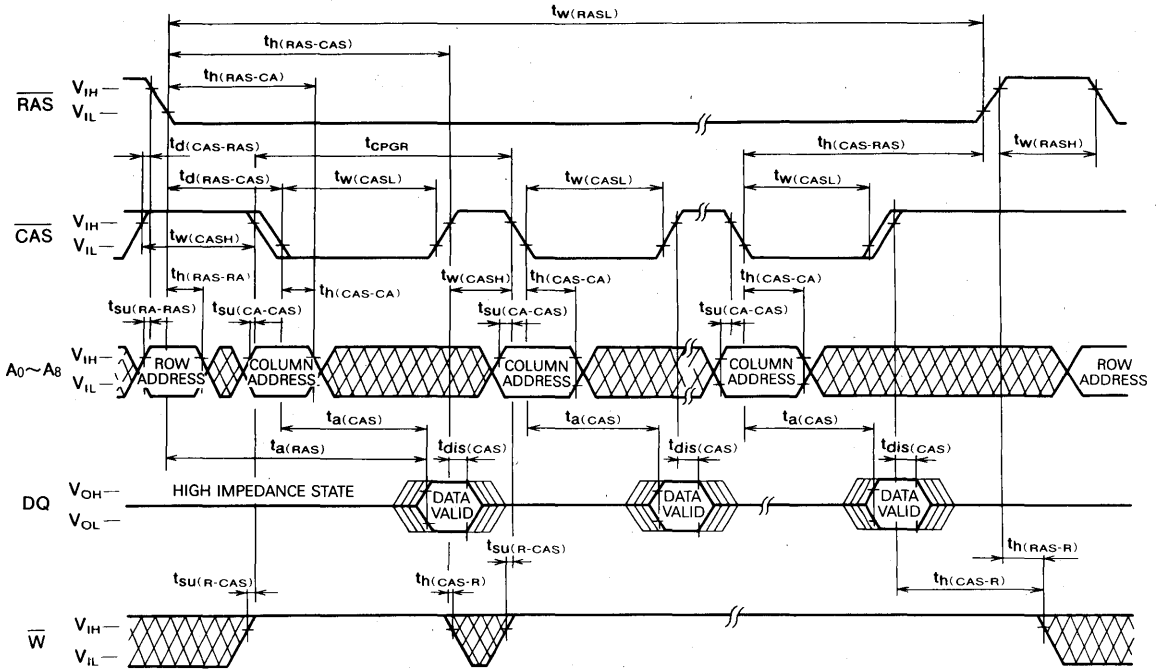 tw(RASL)
th(RAS-CAS)
th(RAS-CA)
RAS
VIH
VIL
td(CAS-RAS)
tCPGR
th(CAS-RAS)
tw(RASH)
td(RAS-CAS)
tw(CASL)
tw(CASL)
tw(CASL)
CAS
VIH
VIL
tw(CASH)
th(RAS-RA)
tw(CASH)
th(CAS-CA)
th(CAS-CA)
th(CAS-CA)
tsu(RA-RAS)
tsu(CA-CAS)
tsu(CA-CAS)
tsu(CA-CAS)
A0~A8
VIH
VIL
ROW ADDRESS
COLUMN ADDRESS
COLUMN ADDRESS
COLUMN ADDRESS
ROW ADDRESS
ta(CAS)
ta(CAS)
ta(CAS)
ta(RAS)
tdis(CAS)
tdis(CAS)
tdis(CAS)
DQ
VOH
VOL
HIGH IMPEDANCE STATE
DATA VALID
DATA VALID
DATA VALID
tsu(R-CAS)
th(CAS-R)
tsu(R-CAS)
th(RAS-R)
th(CAS-R)
W
VIH
VIL